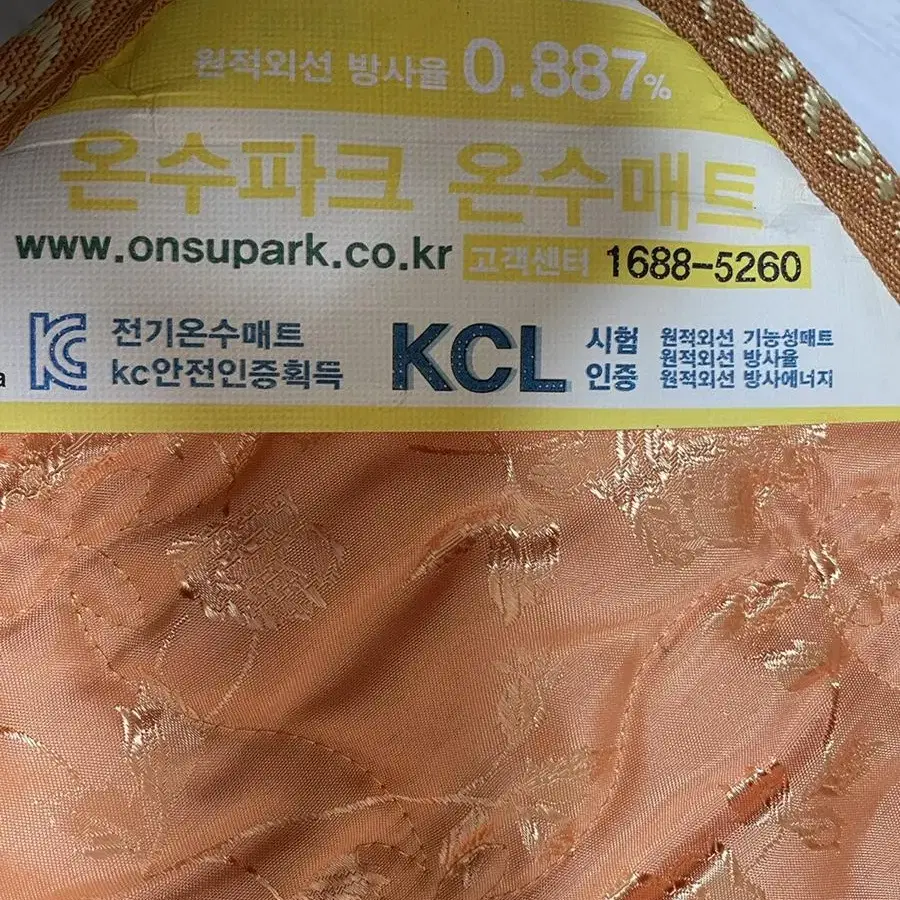 원적외선 방사율 0.887%
온수파크 온수매트
www.onsupark.co.kr 고객센터 1688-5260
전기온수매트
kc안전인증획득
KCL 시험 인증
원적외선 기능성매트
원적외선 방사율
원적외선 방사에너지
a